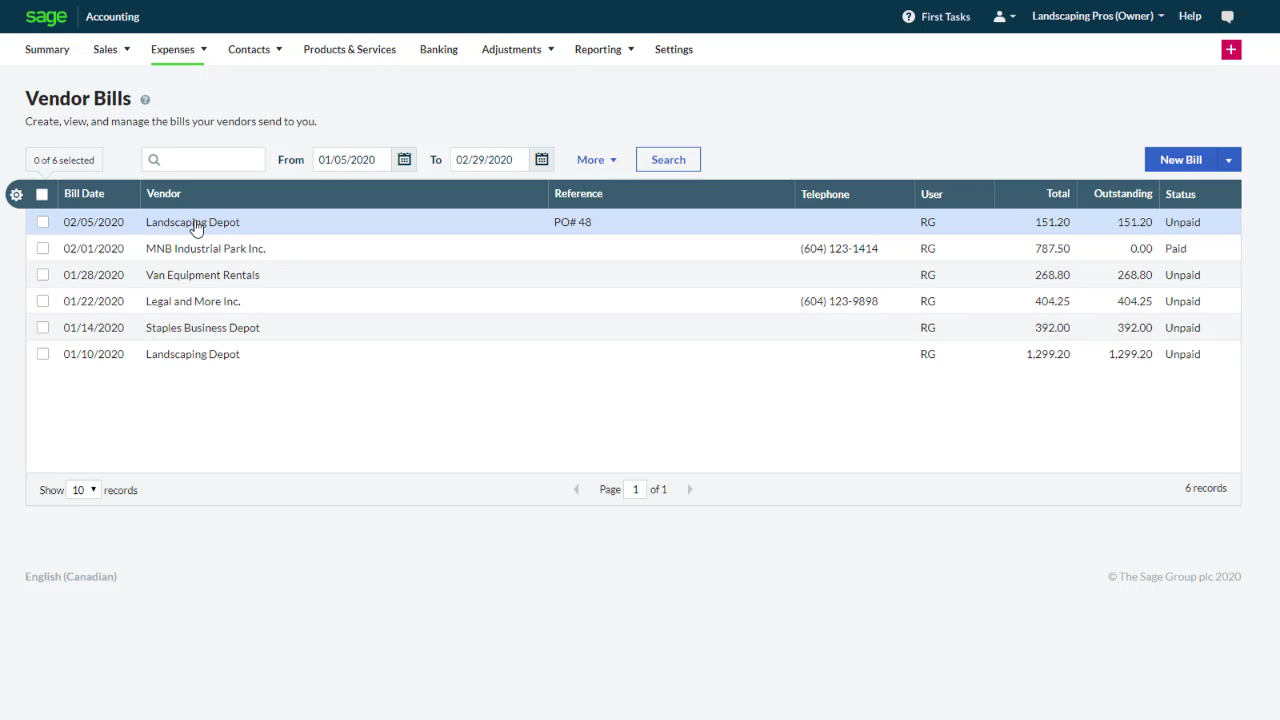 sage Accounting First Tasks Landscaping Pros (Owner) Help
Summary Sales Expenses Contacts Products & Services Banking Adjustments Reporting Settings +
Vendor Bills ?
Create, view, and manage the bills your vendors send to you.
0 of 6 selected From 01/05/2020 To 02/29/2020 More Search New Bill
Bill Date Vendor Reference Telephone User Total Outstanding Status
02/05/2020 Landscaping Depot PO# 48 RG 151.20 151.20 Unpaid
02/01/2020 MNB Industrial Park Inc. (604) 123-1414 RG 787.50 0.00 Paid
01/28/2020 Van Equipment Rentals RG 268.80 268.80 Unpaid
01/22/2020 Legal and More Inc. (604) 123-9898 RG 404.25 404.25 Unpaid
01/14/2020 Staples Business Depot RG 392.00 392.00 Unpaid
01/10/2020 Landscaping Depot RG 1,299.20 1,299.20 Unpaid
Show 10 records Page 1 of 1 6 records
English (Canadian) © The Sage Group plc 2020